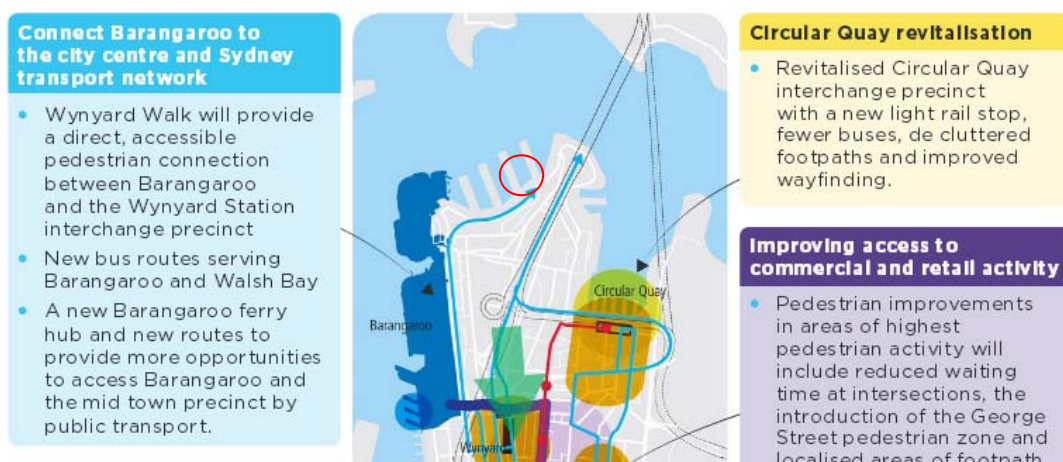 Connect Barangaroo to
the city centre and Sydney
transport network
• Wynyard Walk will provide
a direct, accessible
pedestrian connection
between Barangaroo
and the Wynyard Station
interchange precinct
• New bus routes serving
Barangaroo and Walsh Bay
• A new Barangaroo ferry
hub and new routes to
provide more opportunities
to access Barangaroo and
the mid town precinct by
public transport.
Circular Quay
Barangaroo
Wynyard
Circular Quay revitalisation
• Revitalised Circular Quay
interchange precinct
with a new light rail stop,
fewer buses, de cluttered
footpaths and improved
wayfinding.
Improving access to
commercial and retail activity
• Pedestrian improvements
in areas of highest
pedestrian activity will
include reduced waiting
time at intersections, the
introduction of the George
Street pedestrian zone and
localised areas of footpath